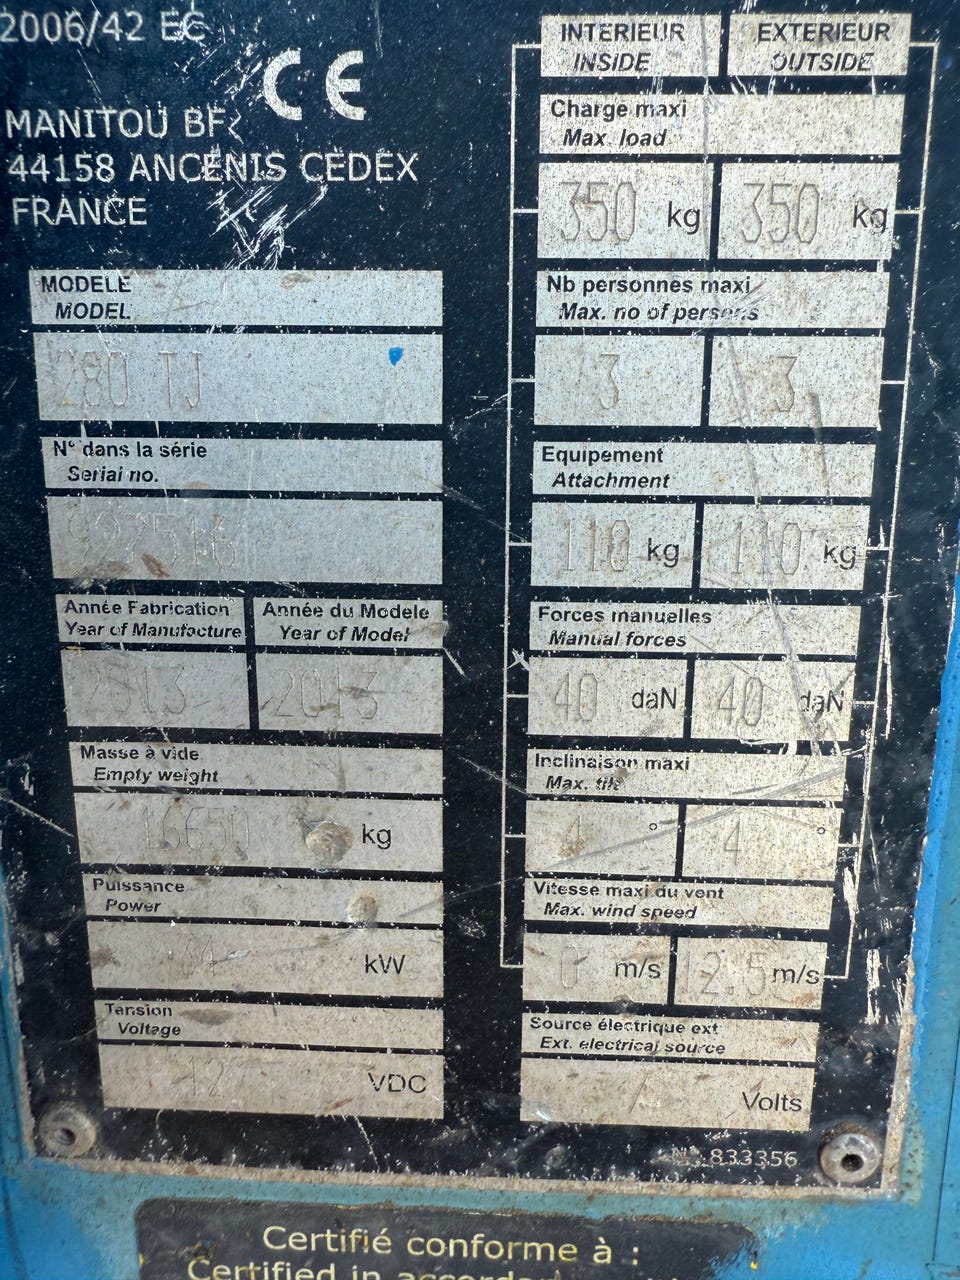 2006/42 EC
CE
MANITOU BF
44158 ANCENIS CEDEX
FRANCE
MODELE
MODEL
280 TJ
N° dans la série
Serial no.
927516
Année Fabrication
Year of Manufacture
2013
Année du Modele
Year of Model
2013
Masse à vide
Empty weight
16650 kg
Puissance
Power
34 kW
Tension
Voltage
12 VDC
INTERIEUR
INSIDE
EXTERIEUR
OUTSIDE
Charge maxi
Max. load
350 kg 350 kg
Nb personnes maxi
Max. no of persons
3 3
Equipement
Attachment
110 kg 110 kg
Forces manuelles
Manual forces
40 daN 40 daN
Inclinaison maxi
Max. tilt
4 ° 4 °
Vitesse maxi du vent
Max. wind speed
0 m/s 12.5 m/s
Source électrique ext
Ext. electrical source
Volts
N° 833356
Certifié conforme à :
Certified in